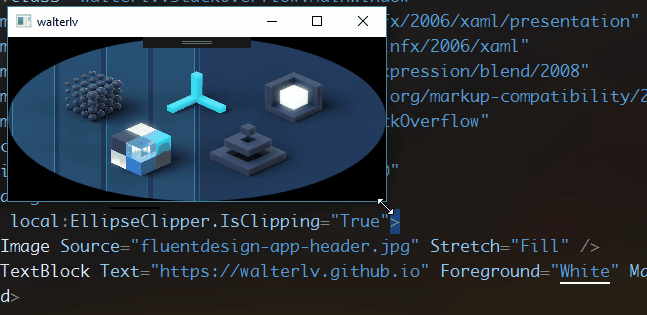 walterlv
fx/2006/xaml/presentation"
nfx/2006/xaml"
xpression/blend/2008"
org/markup-compatibility/2
kOverflow"
local:EllipseClipper.IsClipping="True">
Image Source="fluentdesign-app-header.jpg" Stretch="Fill" />
TextBlock Text="https://walterlv.github.io" Foreground="White" Ma
d>